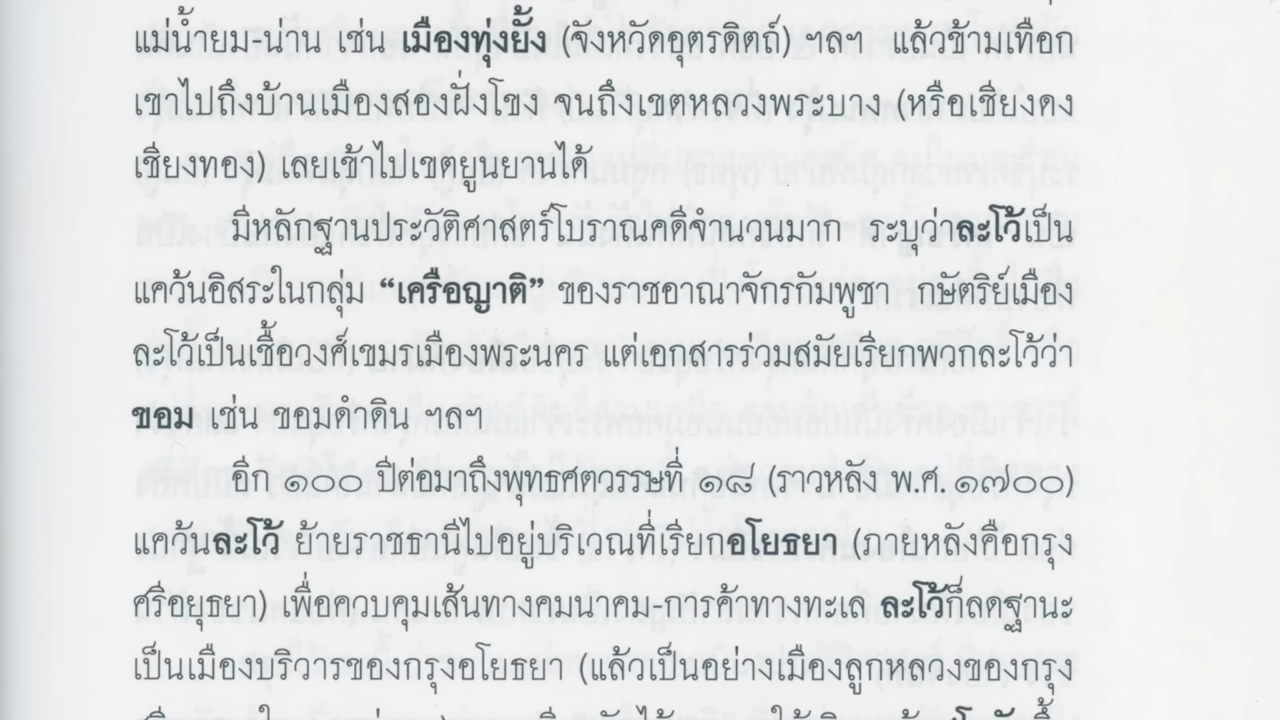 แม่น้ำยม-น่าน เช่น เมืองทุ่งยั้ง (จังหวัดอุตรดิตถ์) ฯลฯ แล้วข้ามเทือก
เขาไปถึงบ้านเมืองสองฝั่งโขง จนถึงเขตหลวงพระบาง (หรือเชียงดง
เชียงทอง) เลยเข้าไปเขตยูนนานได้
มีหลักฐานประวัติศาสตร์โบราณคดีจำนวนมาก ระบุว่าละโว้เป็น
แคว้นอิสระในกลุ่ม “เครือญาติ” ของราชอาณาจักรกัมพูชา กษัตริย์เมือง
ละโว้เป็นเชื้อวงศ์เขมรเมืองพระนคร แต่เอกสารร่วมสมัยเรียกพวกละโว้ว่า
ขอม เช่น ขอมดำดิน ฯลฯ
อีก ๑๐๐ ปีต่อมาถึงพุทธศตวรรษที่ ๑๘ (ราวหลัง พ.ศ. ๑๗๐๐)
แคว้นละโว้ ย้ายราชธานีไปอยู่บริเวณที่เรียกอโยธยา (ภายหลังคือกรุง
ศรีอยุธยา) เพื่อควบคุมเส้นทางคมนาคม-การค้าทางทะเล ละโว้ก็ลดฐานะ
เป็นเมืองบริวารของกรุงอโยธยา (แล้วเป็นอย่างเมืองลูกหลวงของกรุง